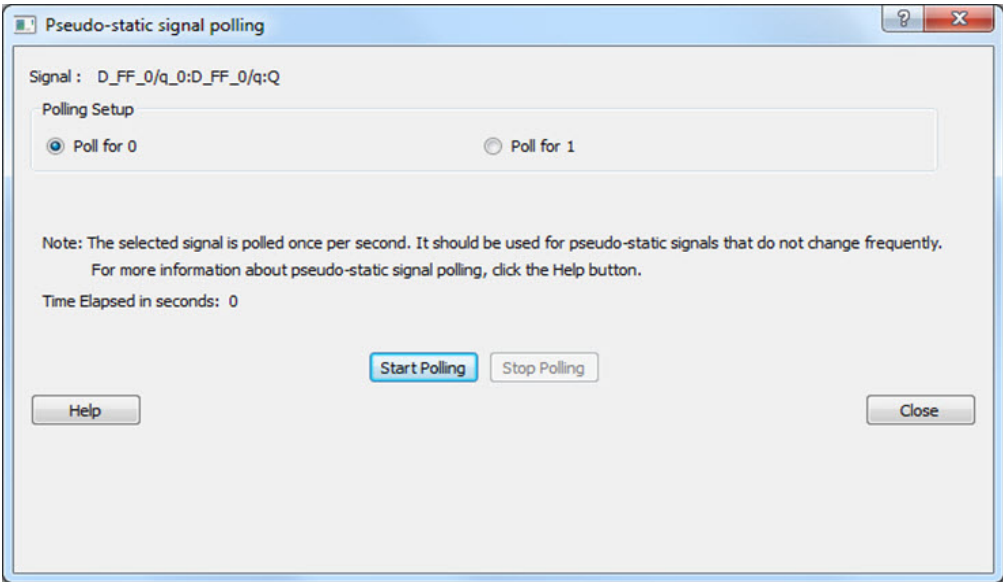 Pseudo-static signal polling
?
Signal : D_FF_0/q_0:D_FF_0/q:Q
Polling Setup
Poll for 0 Poll for 1
Note: The selected signal is polled once per second. It should be used for pseudo-static signals that do not change frequently.
For more information about pseudo-static signal polling, click the Help button.
Time Elapsed in seconds: 0
Start Polling Stop Polling
Help Close